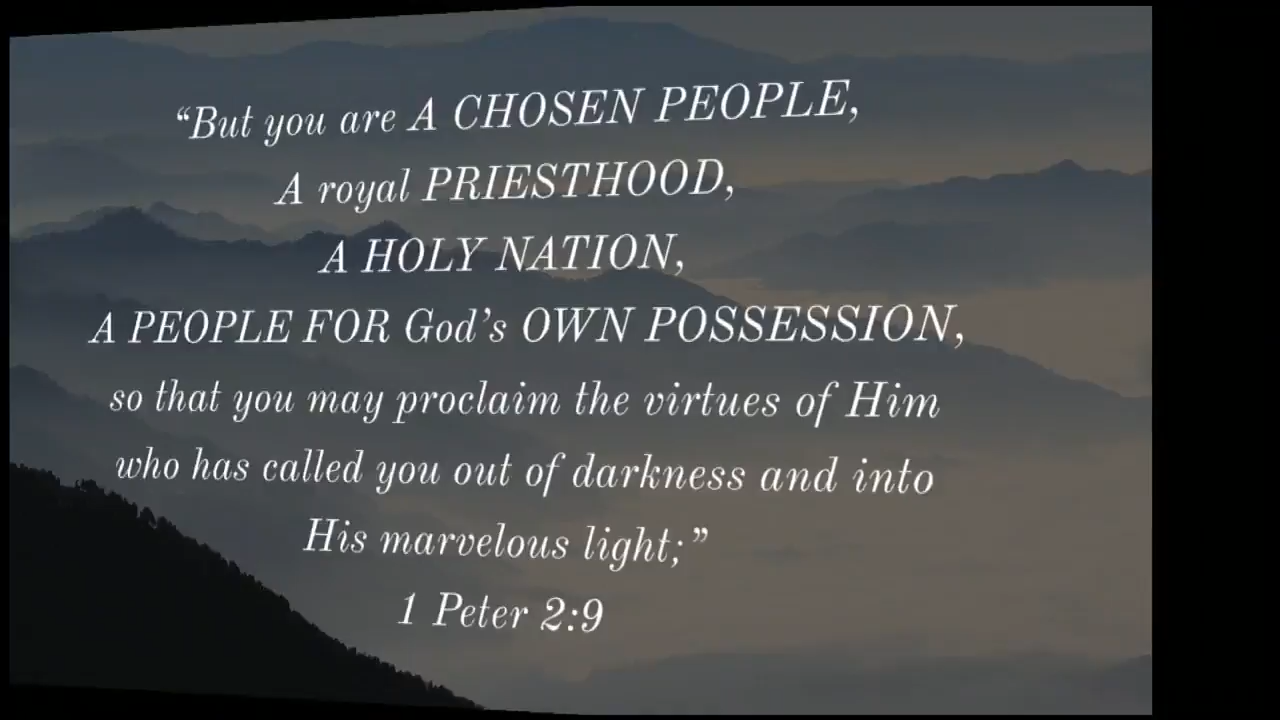 “But you are A CHOSEN PEOPLE,
A royal PRIESTHOOD,
A HOLY NATION,
A PEOPLE FOR God’s OWN POSSESSION,
so that you may proclaim the virtues of Him
who has called you out of darkness and into
His marvelous light;”
1 Peter 2:9